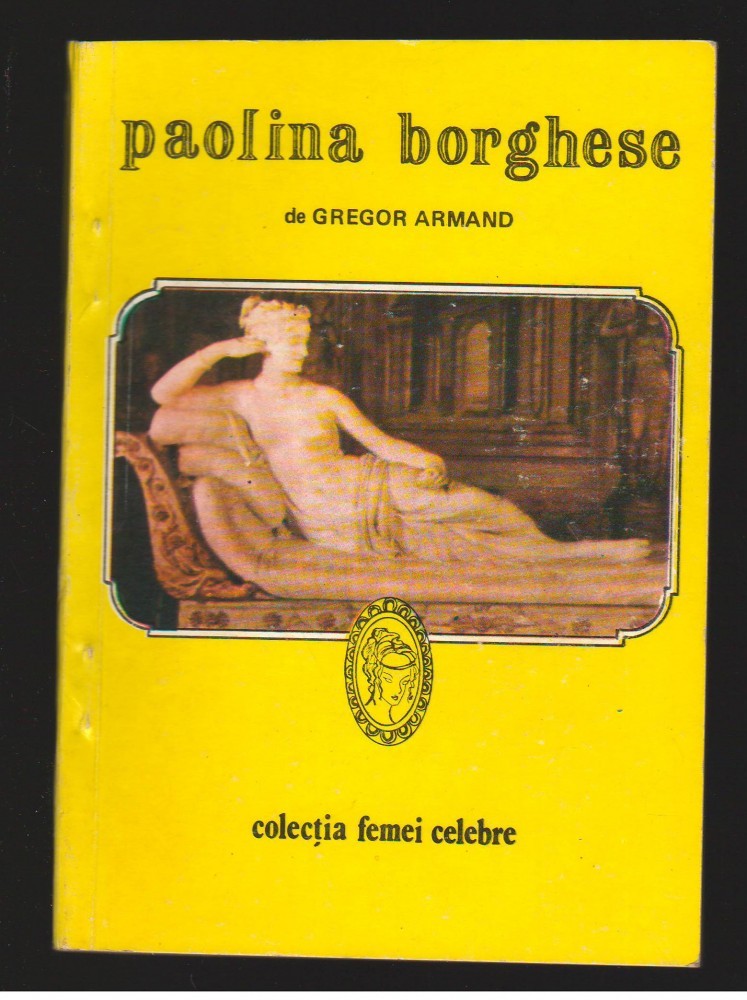 paolina borghese
de GREGOR ARMAND
colecția femei celebre